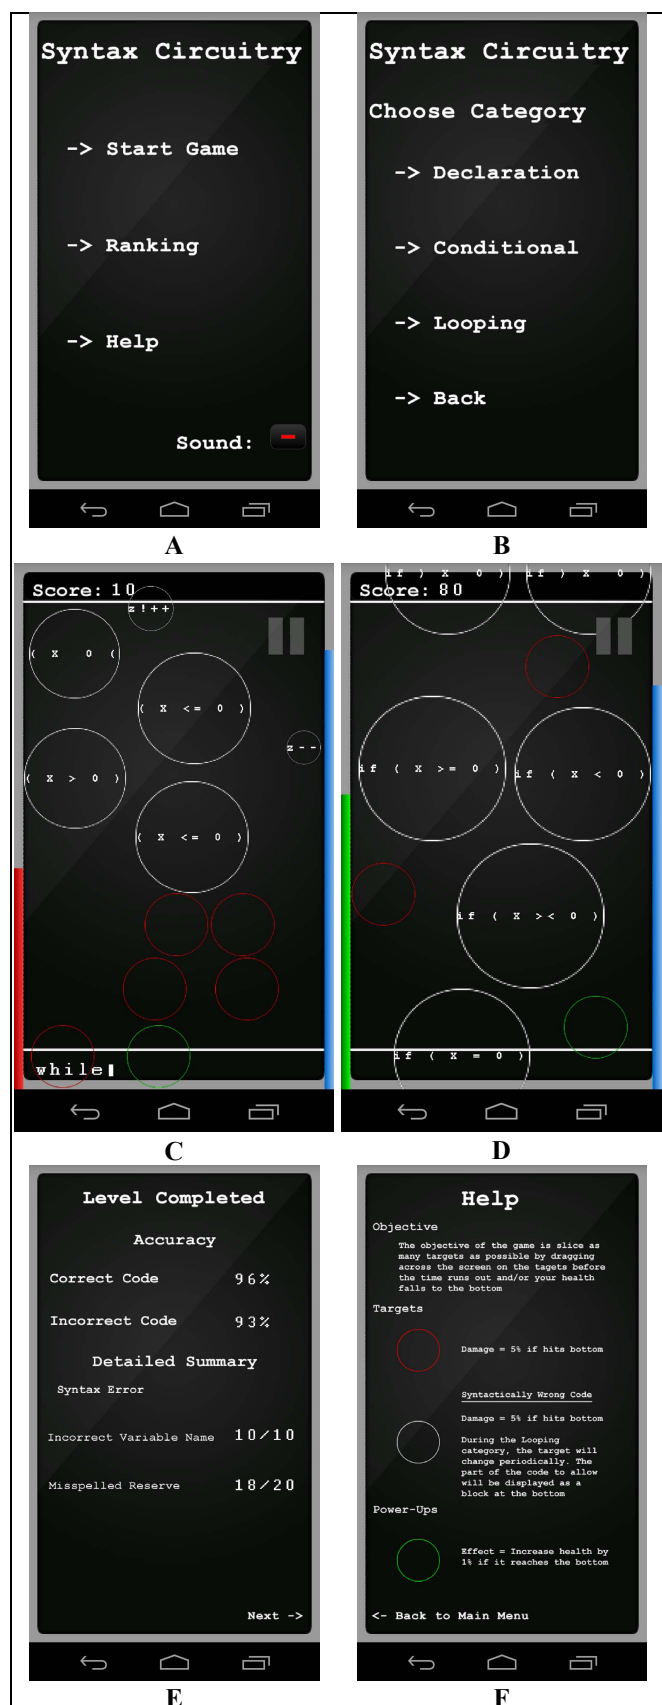 Syntax Circuitry
-> Start Game
-> Ranking
-> Help
Sound:
A
Syntax Circuitry
Choose Category
-> Declaration
-> Conditional
-> Looping
-> Back
B
Score: 10
z!++
( X 0 (
( X <= 0 )
z--
( X > 0 )
( X <= 0 )
while
C
if ) X 0 ) if ) X 0 )
Score: 80
if ( X >= 0 ) if ( X < 0 )
if ( X >< 0 )
if ( X = 0 )
D
Level Completed
Accuracy
Correct Code 96%
Incorrect Code 93%
Detailed Summary
Syntax Error
Incorrect Variable Name 10/10
Misspelled Reserve 18/20
Next ->
E
Help
Objective
The objective of the game is slice as
many targets as possible by dragging
across the screen on the tagets before
the time runs out and/or your health
falls to the bottom
Targets
Damage = 5% if hits bottom
Syntactically Wrong Code
Damage = 5% if hits bottom
During the Looping
category, the target will
change periodically. The
part of the code to allow
will be displayed as a
block at the bottom
Power-Ups
Effect = Increase health by
1% if it reaches the bottom
<- Back to Main Menu
F